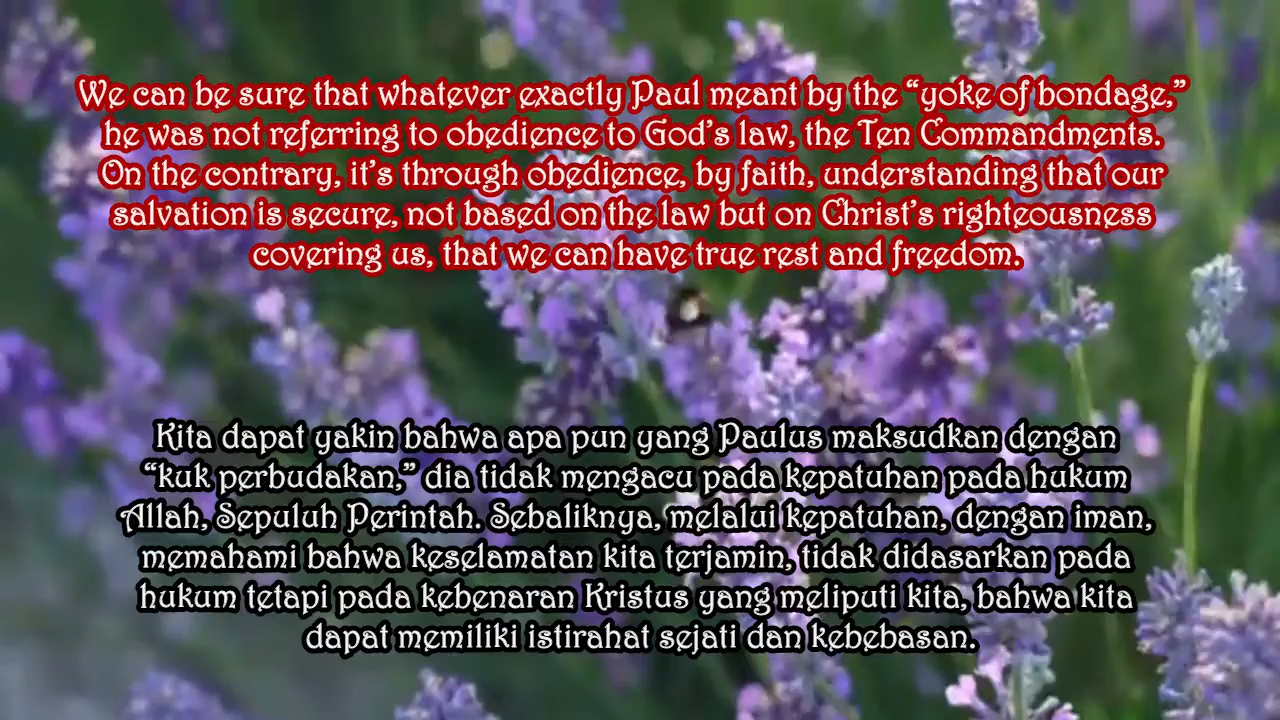 We can be sure that whatever exactly Paul meant by the “yoke of bondage,”
he was not referring to obedience to God’s law, the Ten Commandments.
On the contrary, it’s through obedience, by faith, understanding that our
salvation is secure, not based on the law but on Christ’s righteousness
covering us, that we can have true rest and freedom.
Kita dapat yakin bahwa apa pun yang Paulus maksudkan dengan
“kuk perbudakan,” dia tidak mengacu pada kepatuhan pada hukum
Allah, Sepuluh Perintah. Sebaliknya, melalui kepatuhan, dengan iman,
memahami bahwa keselamatan kita terjamin, tidak didasarkan pada
hukum tetapi pada kebenaran Kristus yang meliputi kita, bahwa kita
dapat memiliki istirahat sejati dan kebebasan.